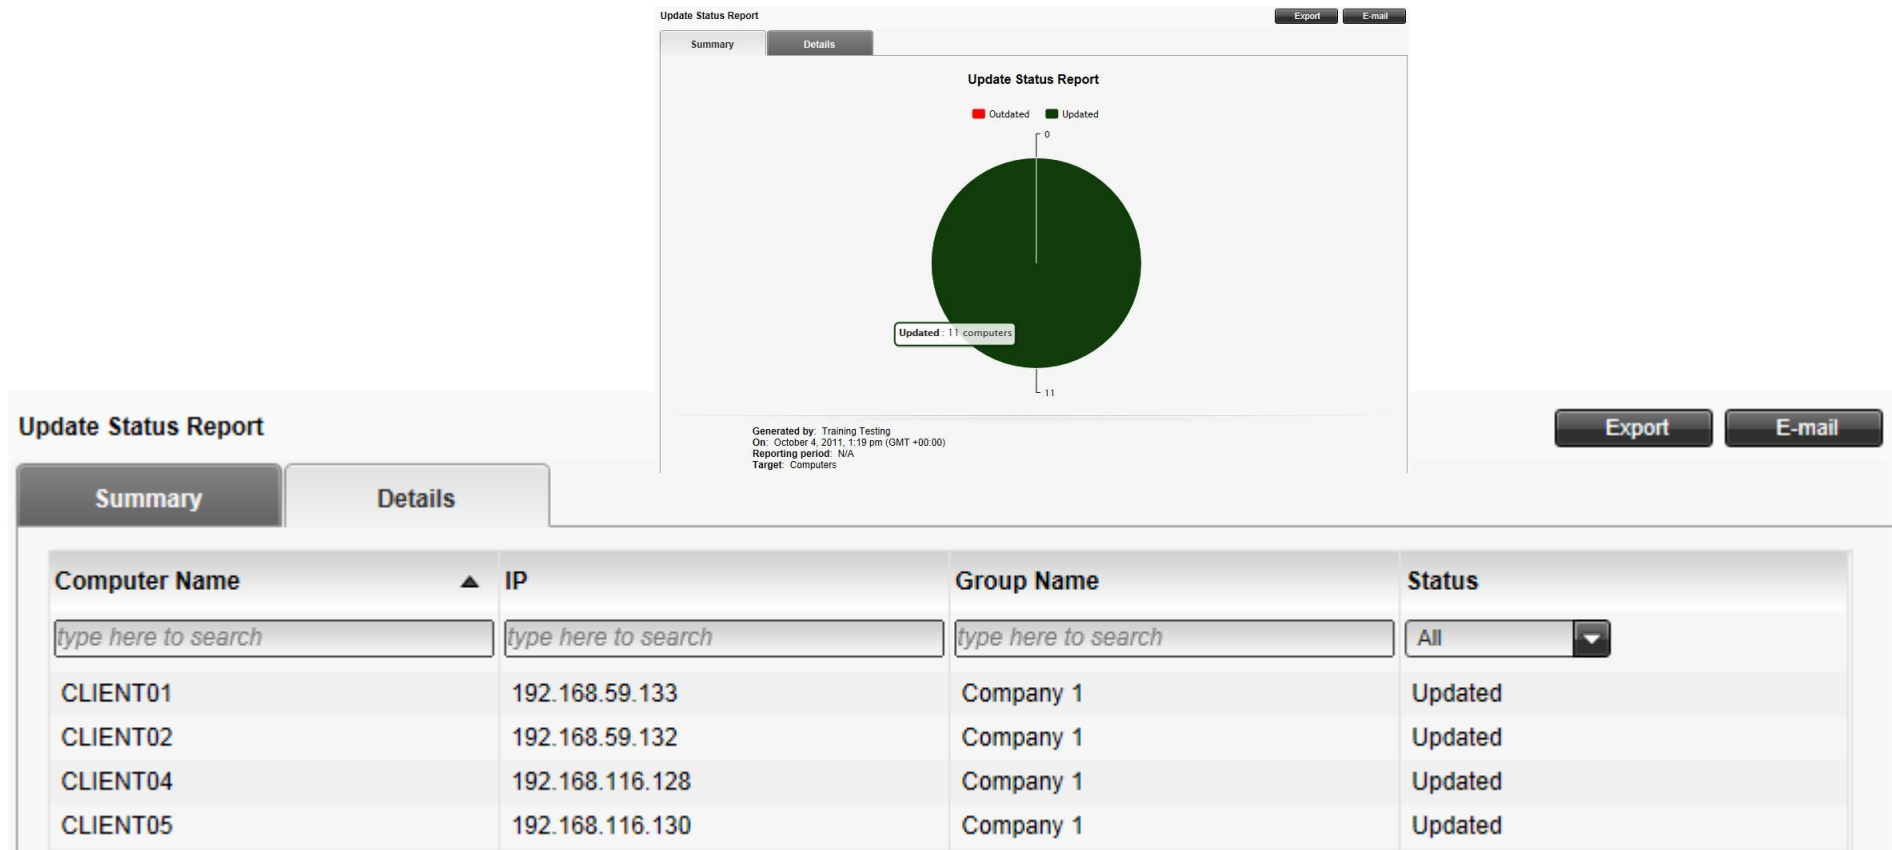 Update Status Report
Export E-mail
Summary Details
Update Status Report
Outdated Updated
0
Updated : 11 computers
11
Generated by: Training Testing
On: October 4, 2011, 1:19 pm (GMT +00:00)
Reporting period: N/A
Target: Computers
Update Status Report
Export E-mail
Summary Details
Computer Name IP Group Name Status
type here to search type here to search type here to search All
CLIENT01 192.168.59.133 Company 1 Updated
CLIENT02 192.168.59.132 Company 1 Updated
CLIENT04 192.168.116.128 Company 1 Updated
CLIENT05 192.168.116.130 Company 1 Updated